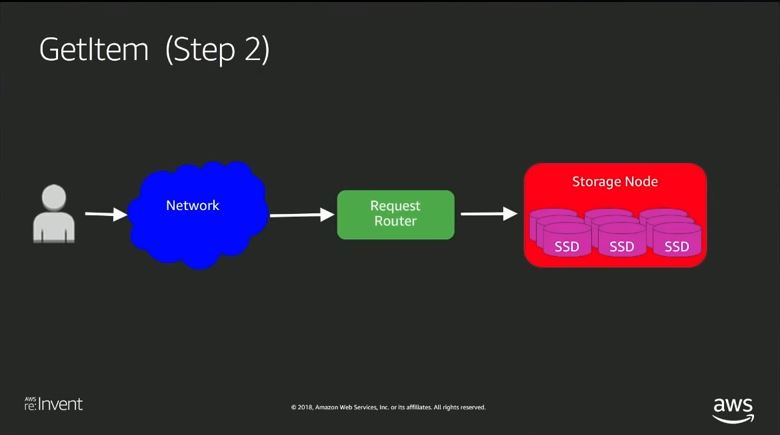 GetItem (Step 2)
Network
Request
Router
Storage Node
SSD
SSD
SSD
AWS
re:Invent
© 2018, Amazon Web Services, Inc. or its affiliates. All rights reserved.
aws